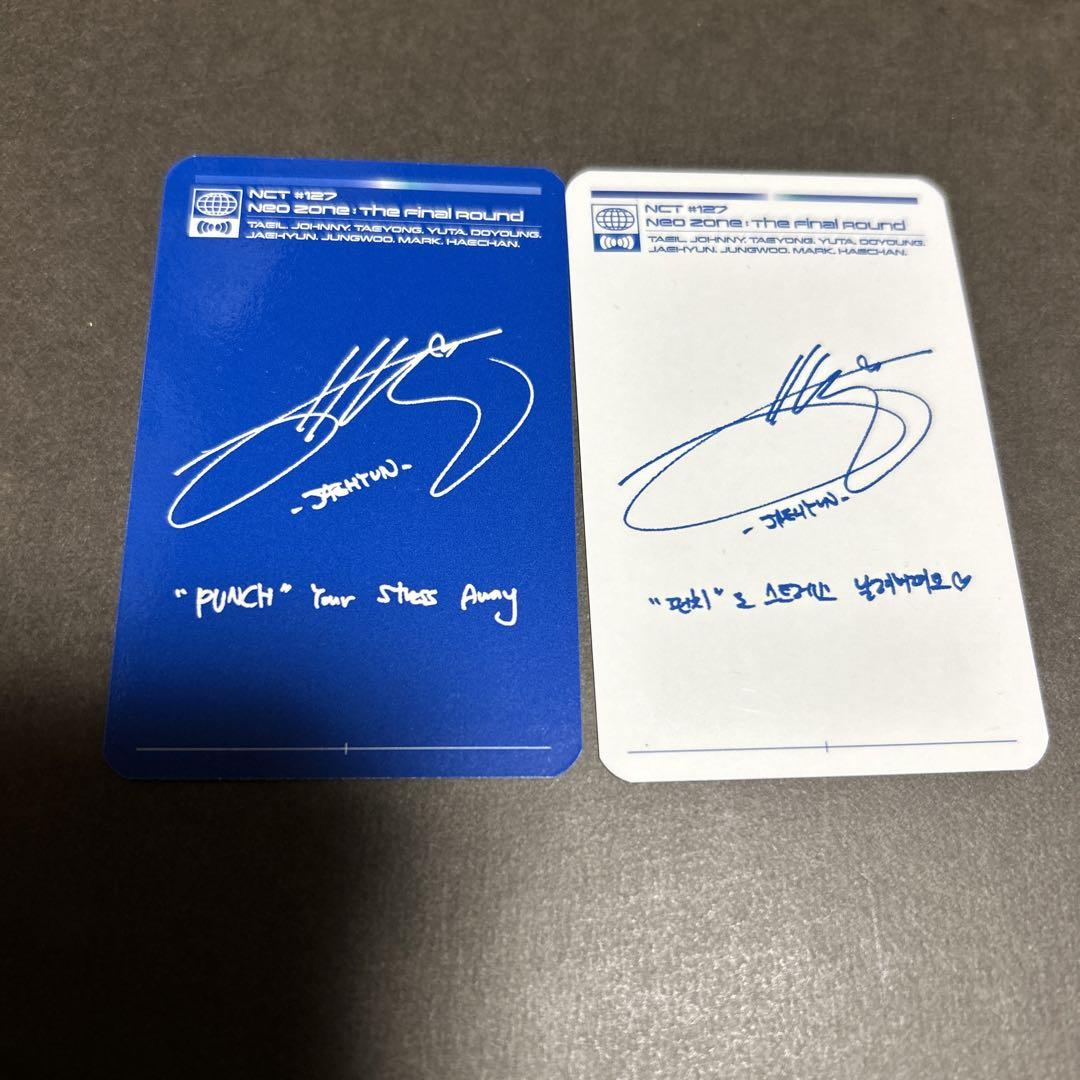 NCT #127
Neo Zone : The Final Round
TAEIL. JOHNNY. TAEYONG. YUTA. DOYOUNG.
JAEHYUN. JUNGWOO. MARK. HAECHAN.
- JAEHYUN -
"PUNCH" Your Stress Away
NCT #127
Neo Zone : The Final Round
TAEIL. JOHNNY. TAEYONG. YUTA. DOYOUNG.
JAEHYUN. JUNGWOO. MARK. HAECHAN.
- JAEHYUN -
"펀치"로 스트레스 날려버려요♡